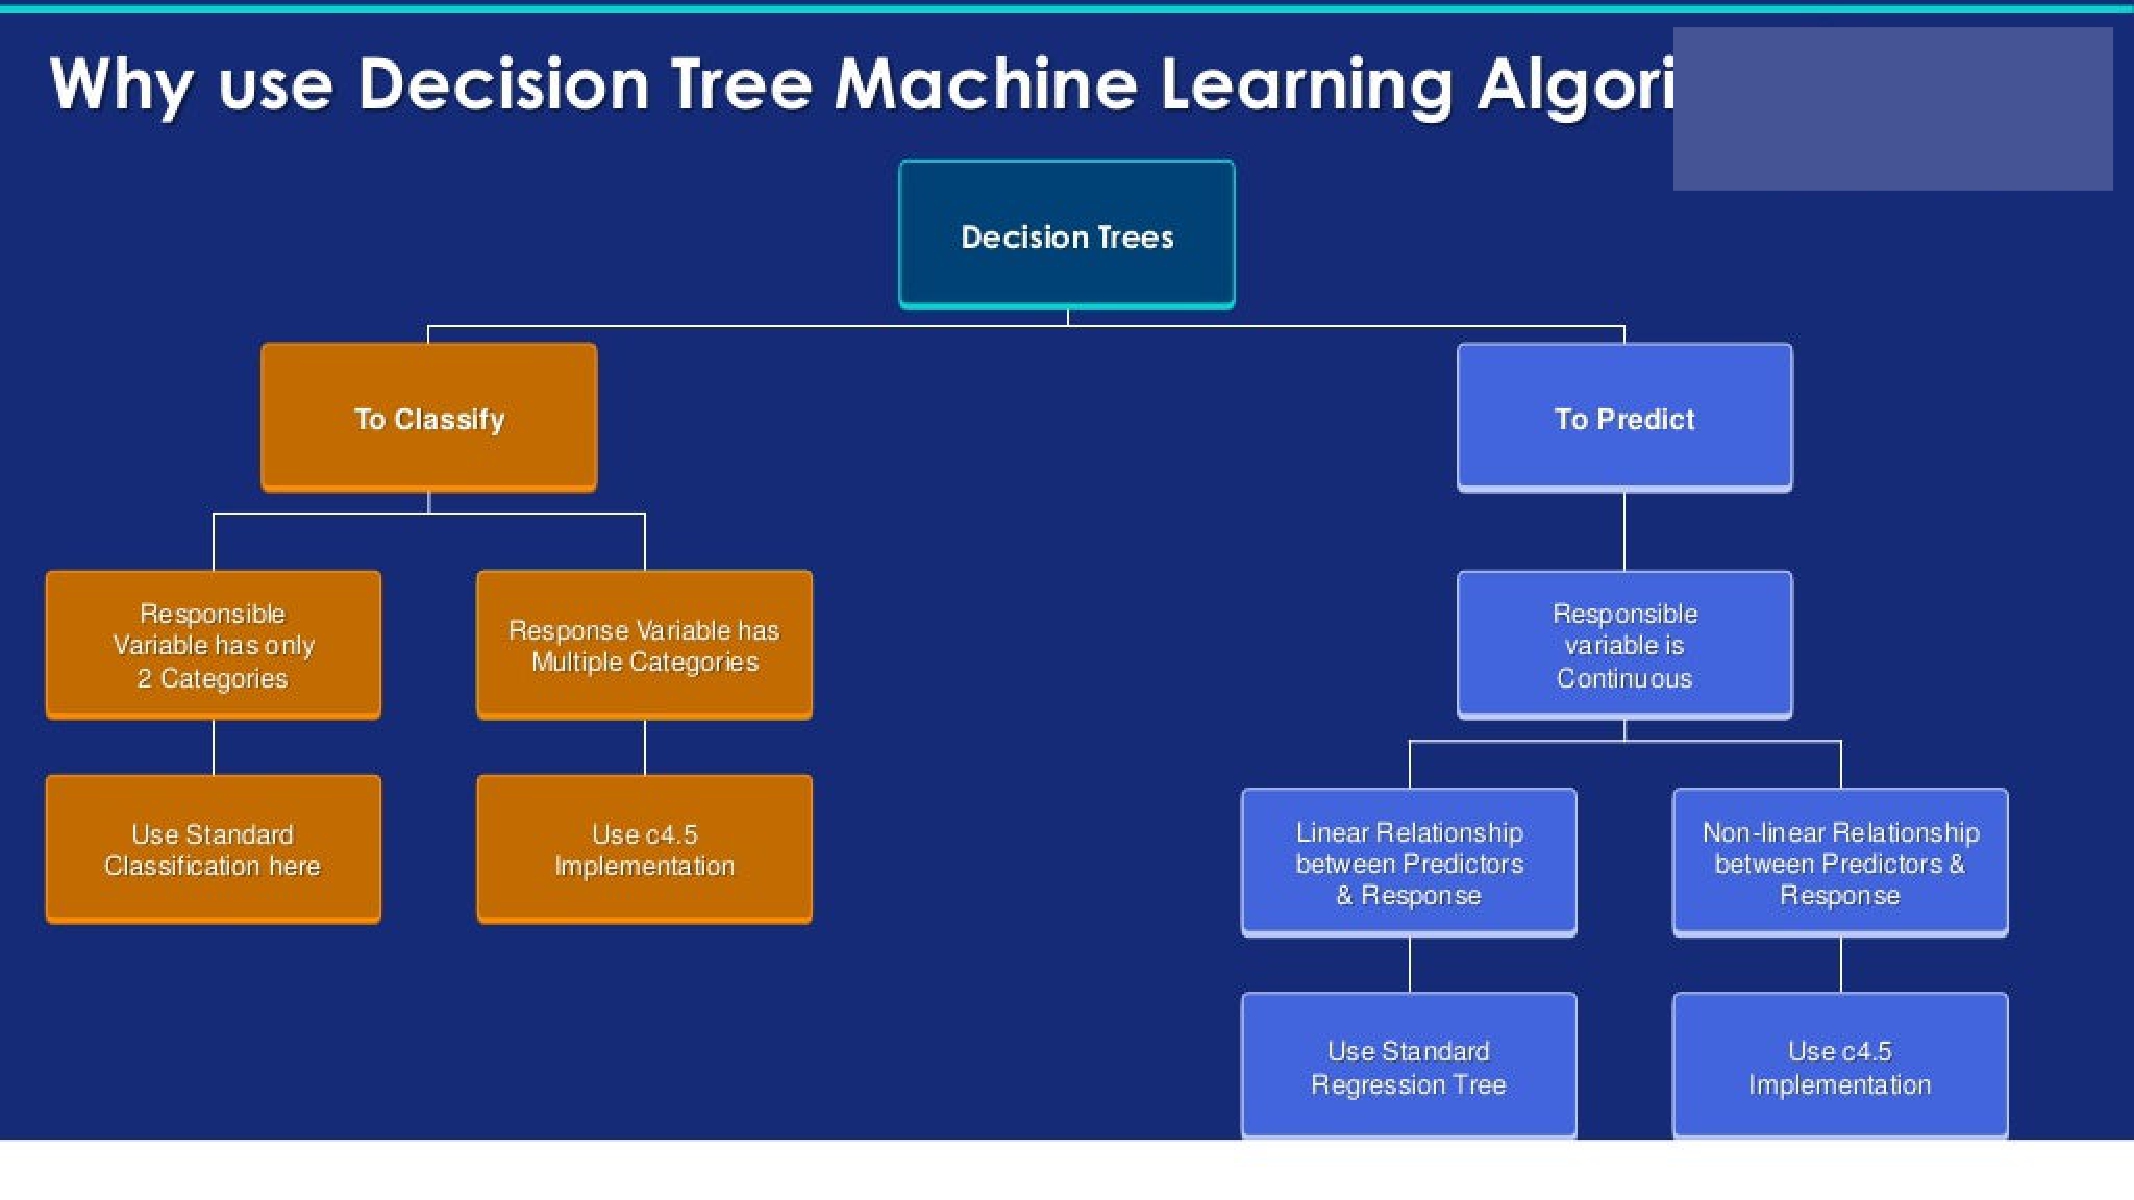 Why use Decision Tree Machine Learning Algori
Decision Trees
To Classify
To Predict
Responsible
Variable has only
2 Categories
Response Variable has
Multiple Categories
Responsible
variable is
Continuous
Use Standard
Classification here
Use c4.5
Implementation
Linear Relationship
between Predictors
& Response
Non-linear Relationship
between Predictors &
Response
Use Standard
Regression Tree
Use c4.5
Implementation